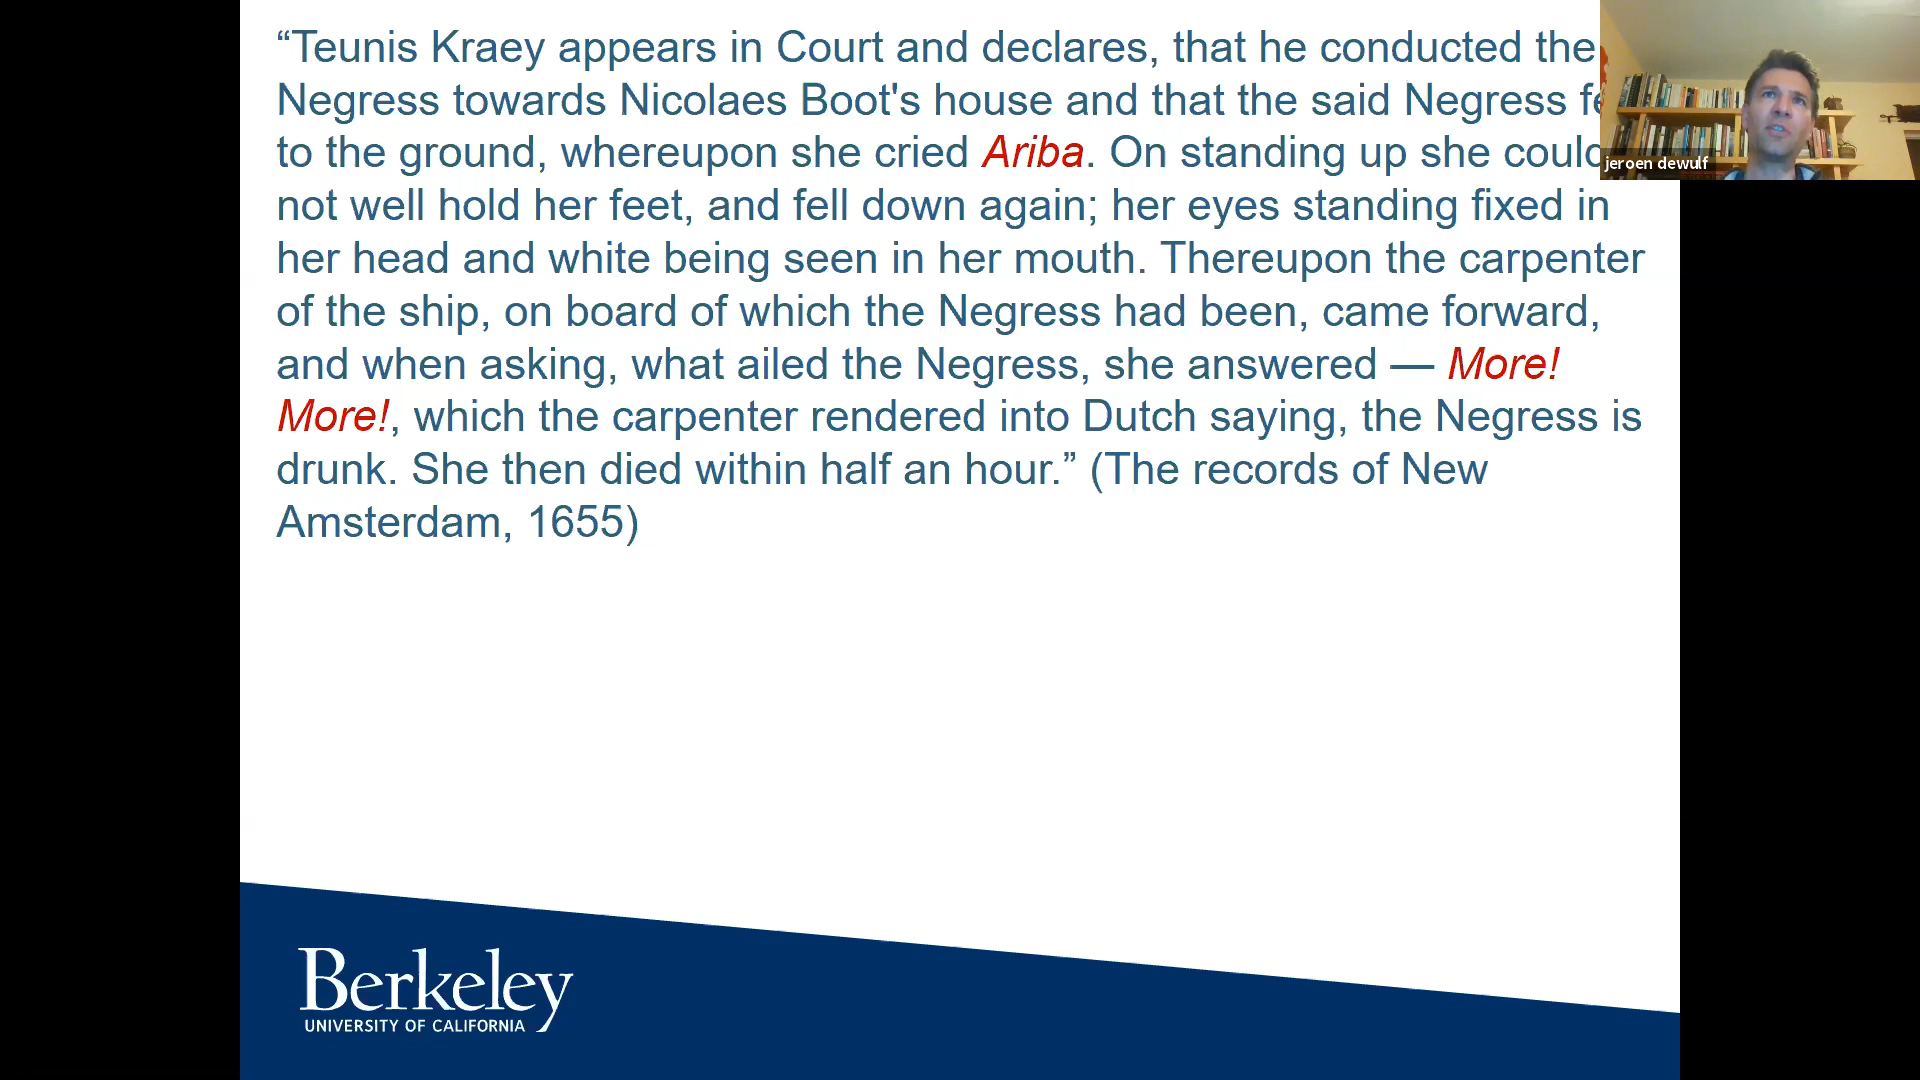 “Teunis Kraey appears in Court and declares, that he conducted the
Negress towards Nicolaes Boot's house and that the said Negress
to the ground, whereupon she cried Ariba. On standing up she could
not well hold her feet, and fell down again; her eyes standing fixed in
her head and white being seen in her mouth. Thereupon the carpenter
of the ship, on board of which the Negress had been, came forward,
and when asking, what ailed the Negress, she answered — More!
More!, which the carpenter rendered into Dutch saying, the Negress is
drunk. She then died within half an hour.” (The records of New
Amsterdam, 1655)
jeroen dewulf
Berkeley
UNIVERSITY OF CALIFORNIA